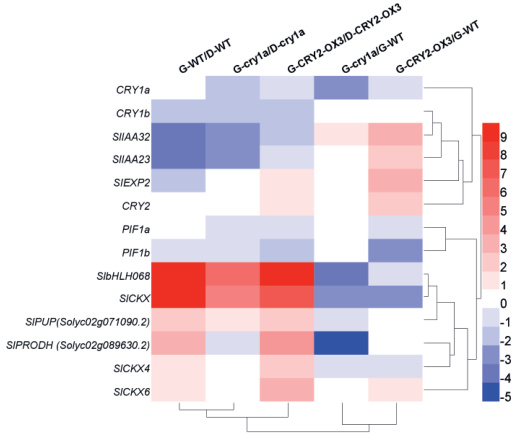 G-WT/D-WT
G-cry1a/D-cry1a
G-CRY2-OX3/D-CRY2-OX3
G-cry1a/G-WT
G-CRY2-OX3/G-WT
CRY1a
CRY1b
SlIAA32
SlIAA23
SlEXP2
CRY2
PIF1a
PIF1b
SlbHLH068
SlCKX
SlPUP(Solyc02g071090.2)
SlPRODH (Solyc02g089630.2)
SlCKX4
SlCKX6
9
8
7
6
5
4
3
2
1
0
-1
-2
-3
-4
-5